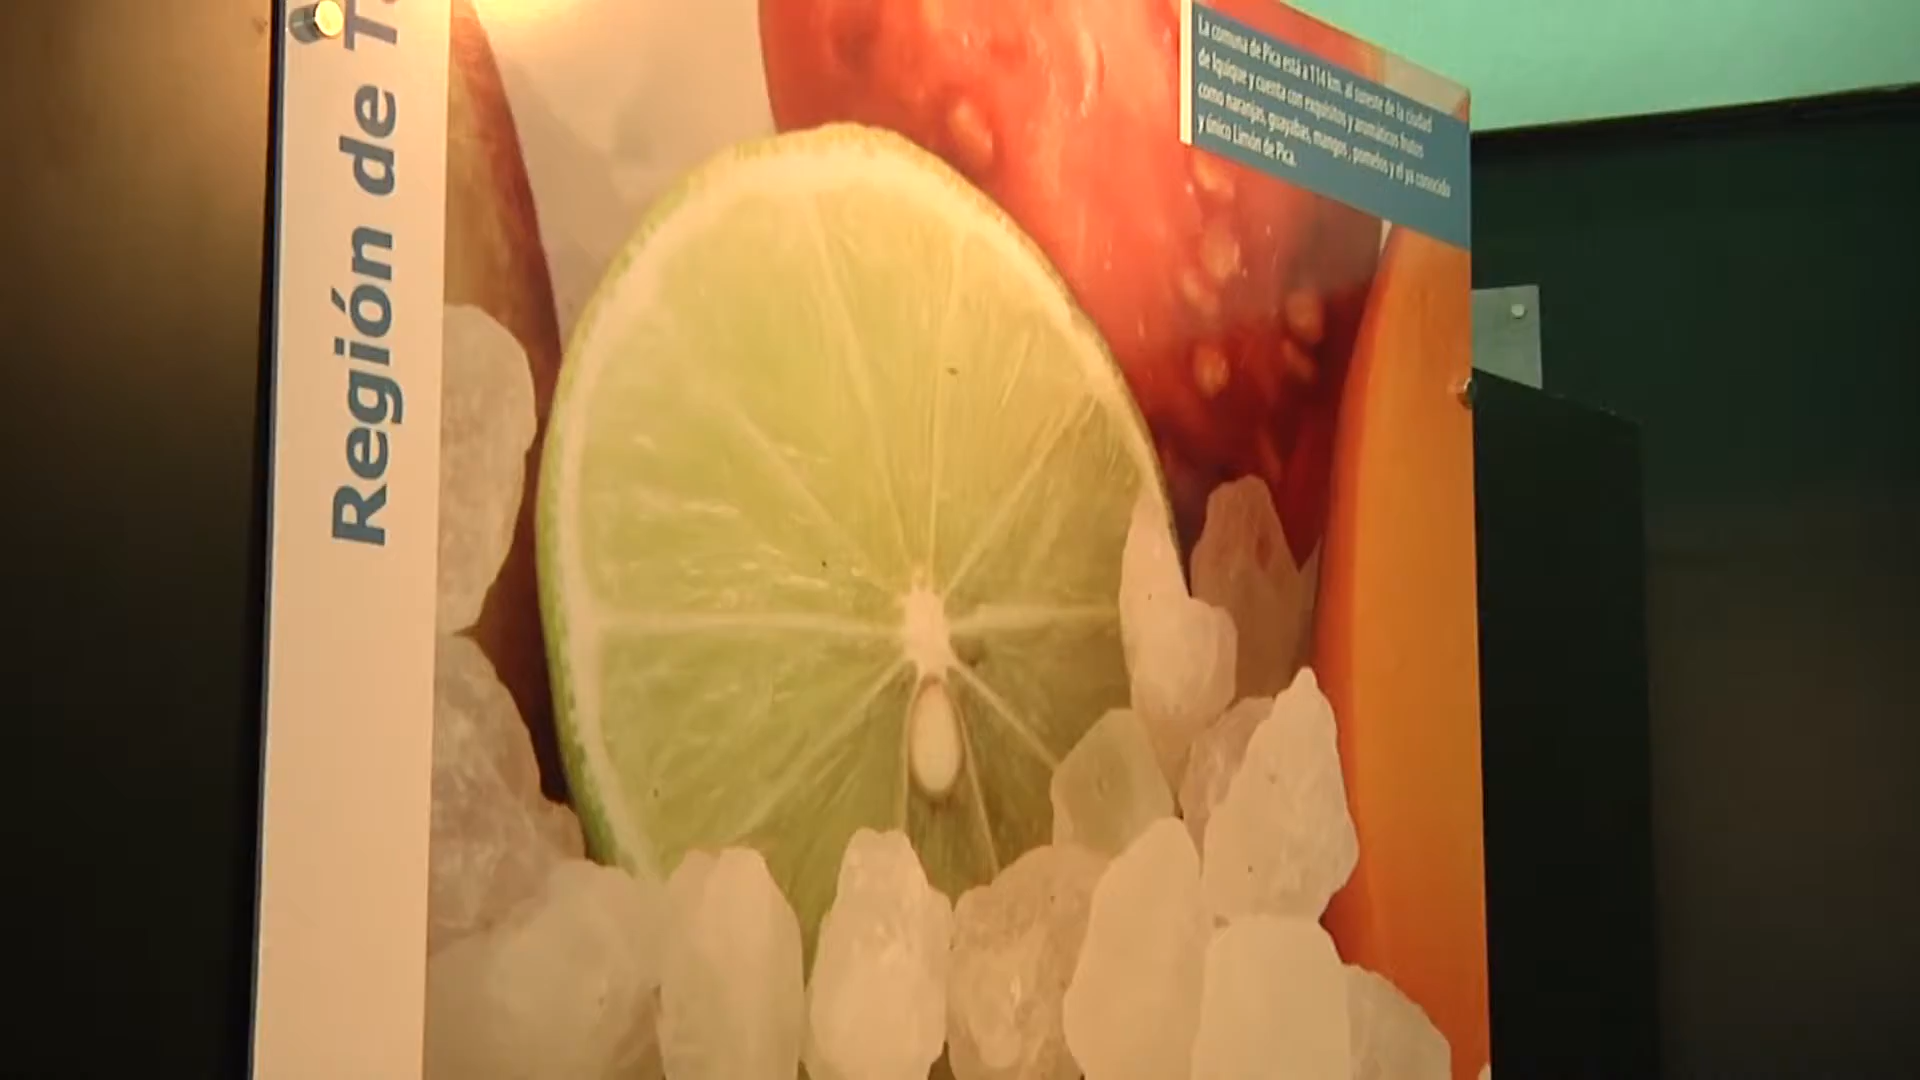 Región de T
La comuna de Pica está a 114 km. al sureste de la ciudad
de Iquique y cuenta con exquisitos y aromáticos frutos
como naranjas, guayabas, mangos, pomelos y el ya conocido
y único Limón de Pica.